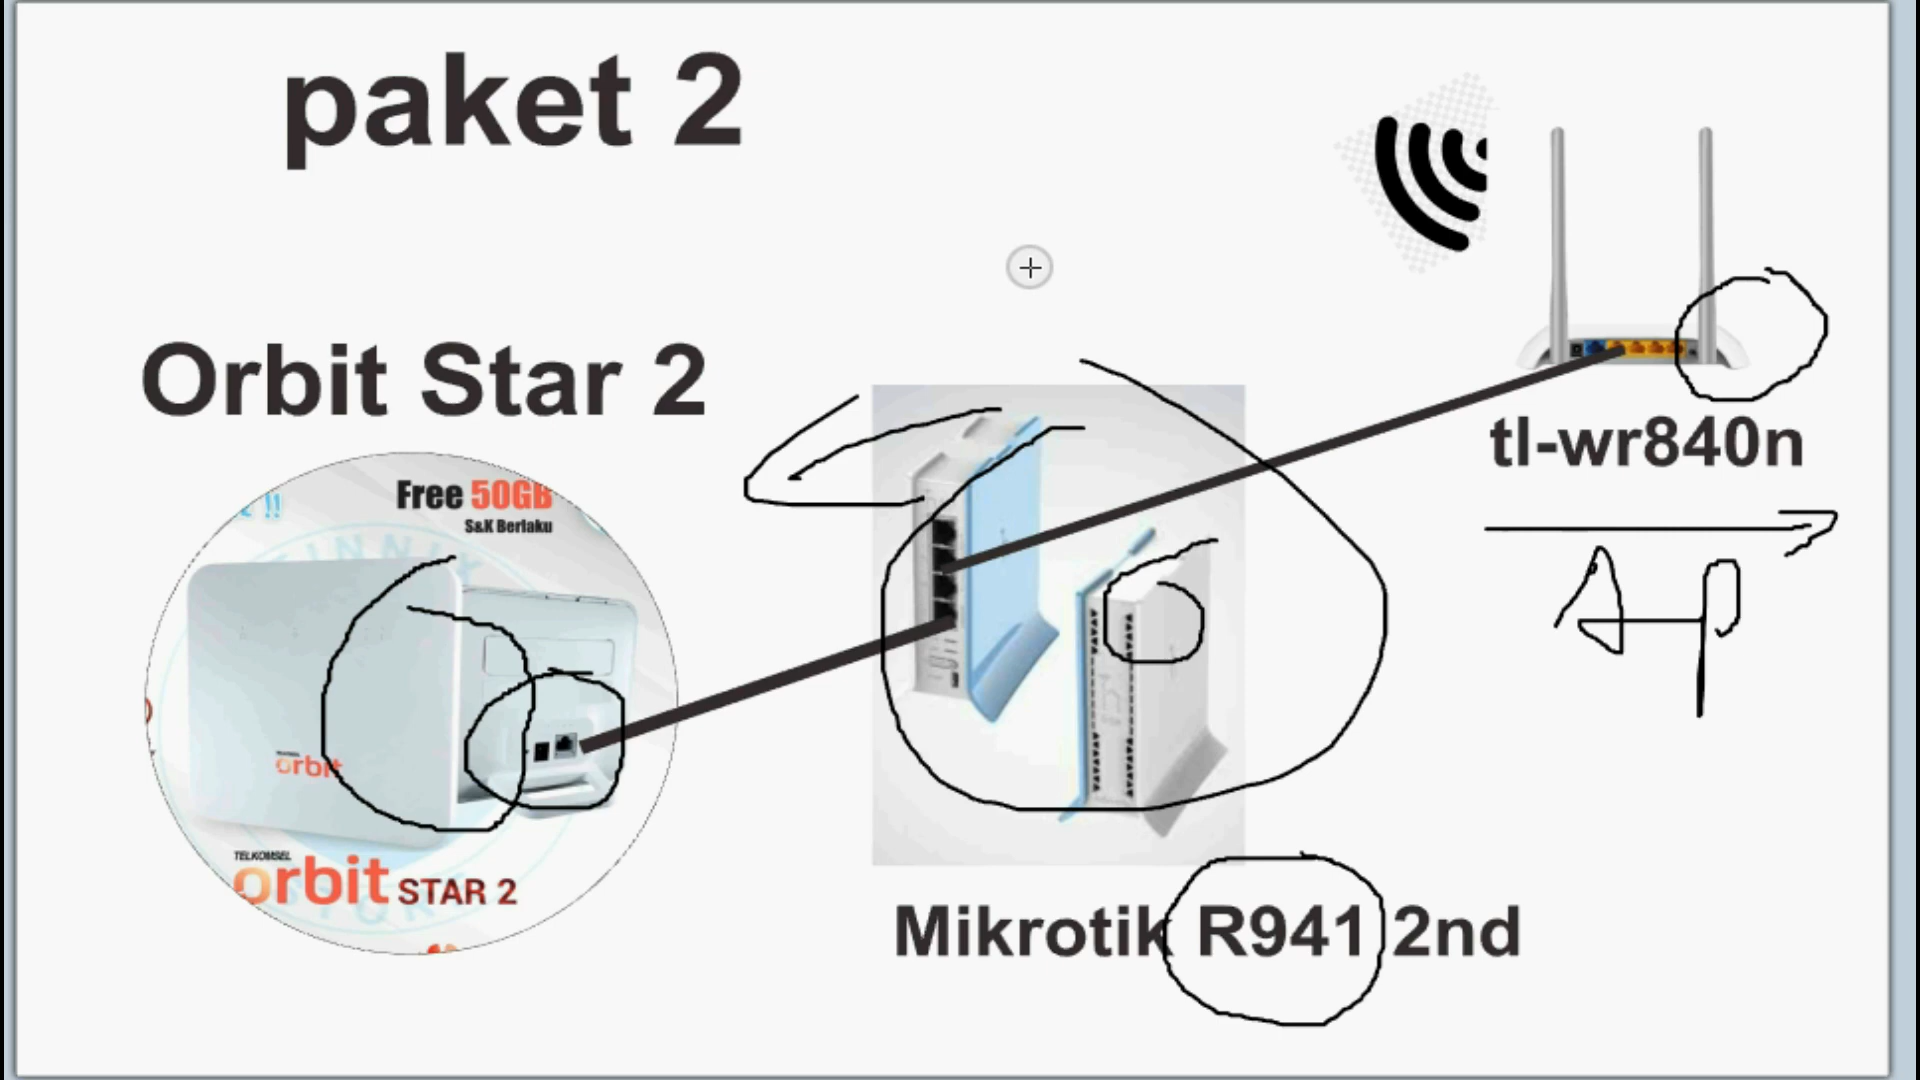 paket 2
Orbit Star 2
!!
Free 50GB
S&K Berlaku
orbit
TELKOMSEL
orbit STAR 2
tl-wr840n
Ap
Mikrotik R941 2nd